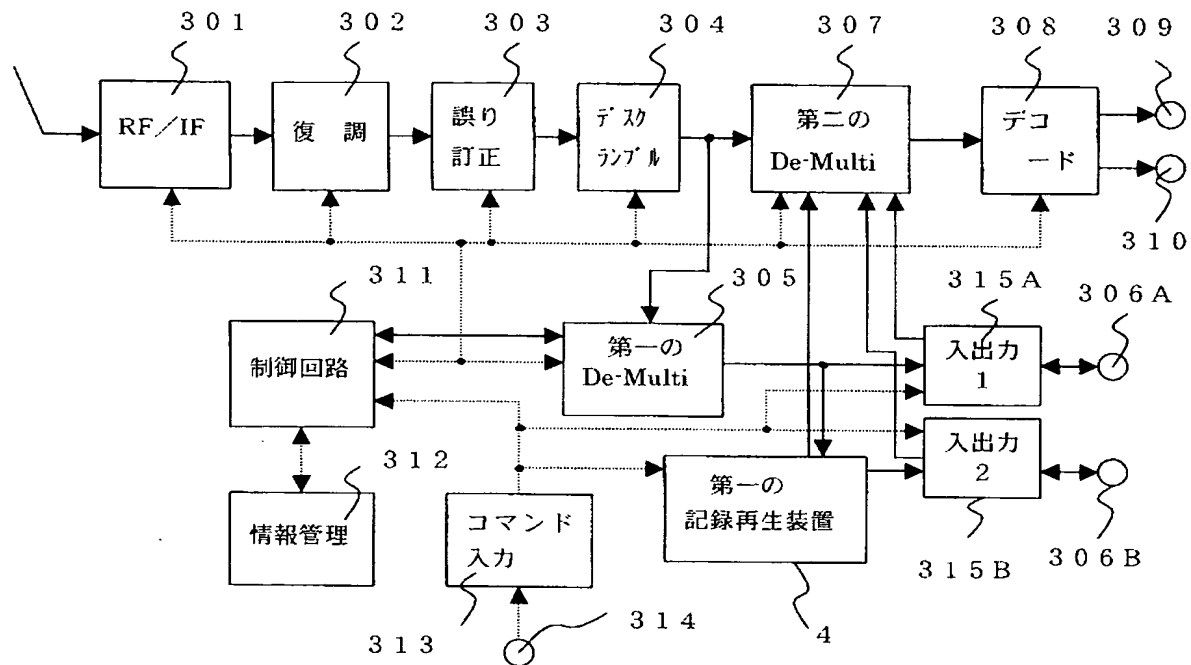 ３０１ ３０２ ３０３ ３０４ ３０７ ３０８ ３０９
RF／IF
復調
誤り
訂正
デスク
ランブル
第二の
De-Multi
デコ
ード
３１０
３１１
３０５
３１５A
３０６A
制御回路
第一の
De-Multi
入出力
１
３１２
入出力
２
情報管理
コマンド
入力
第一の
記録再生装置
３１５B
３０６B
３１３
３１４
４